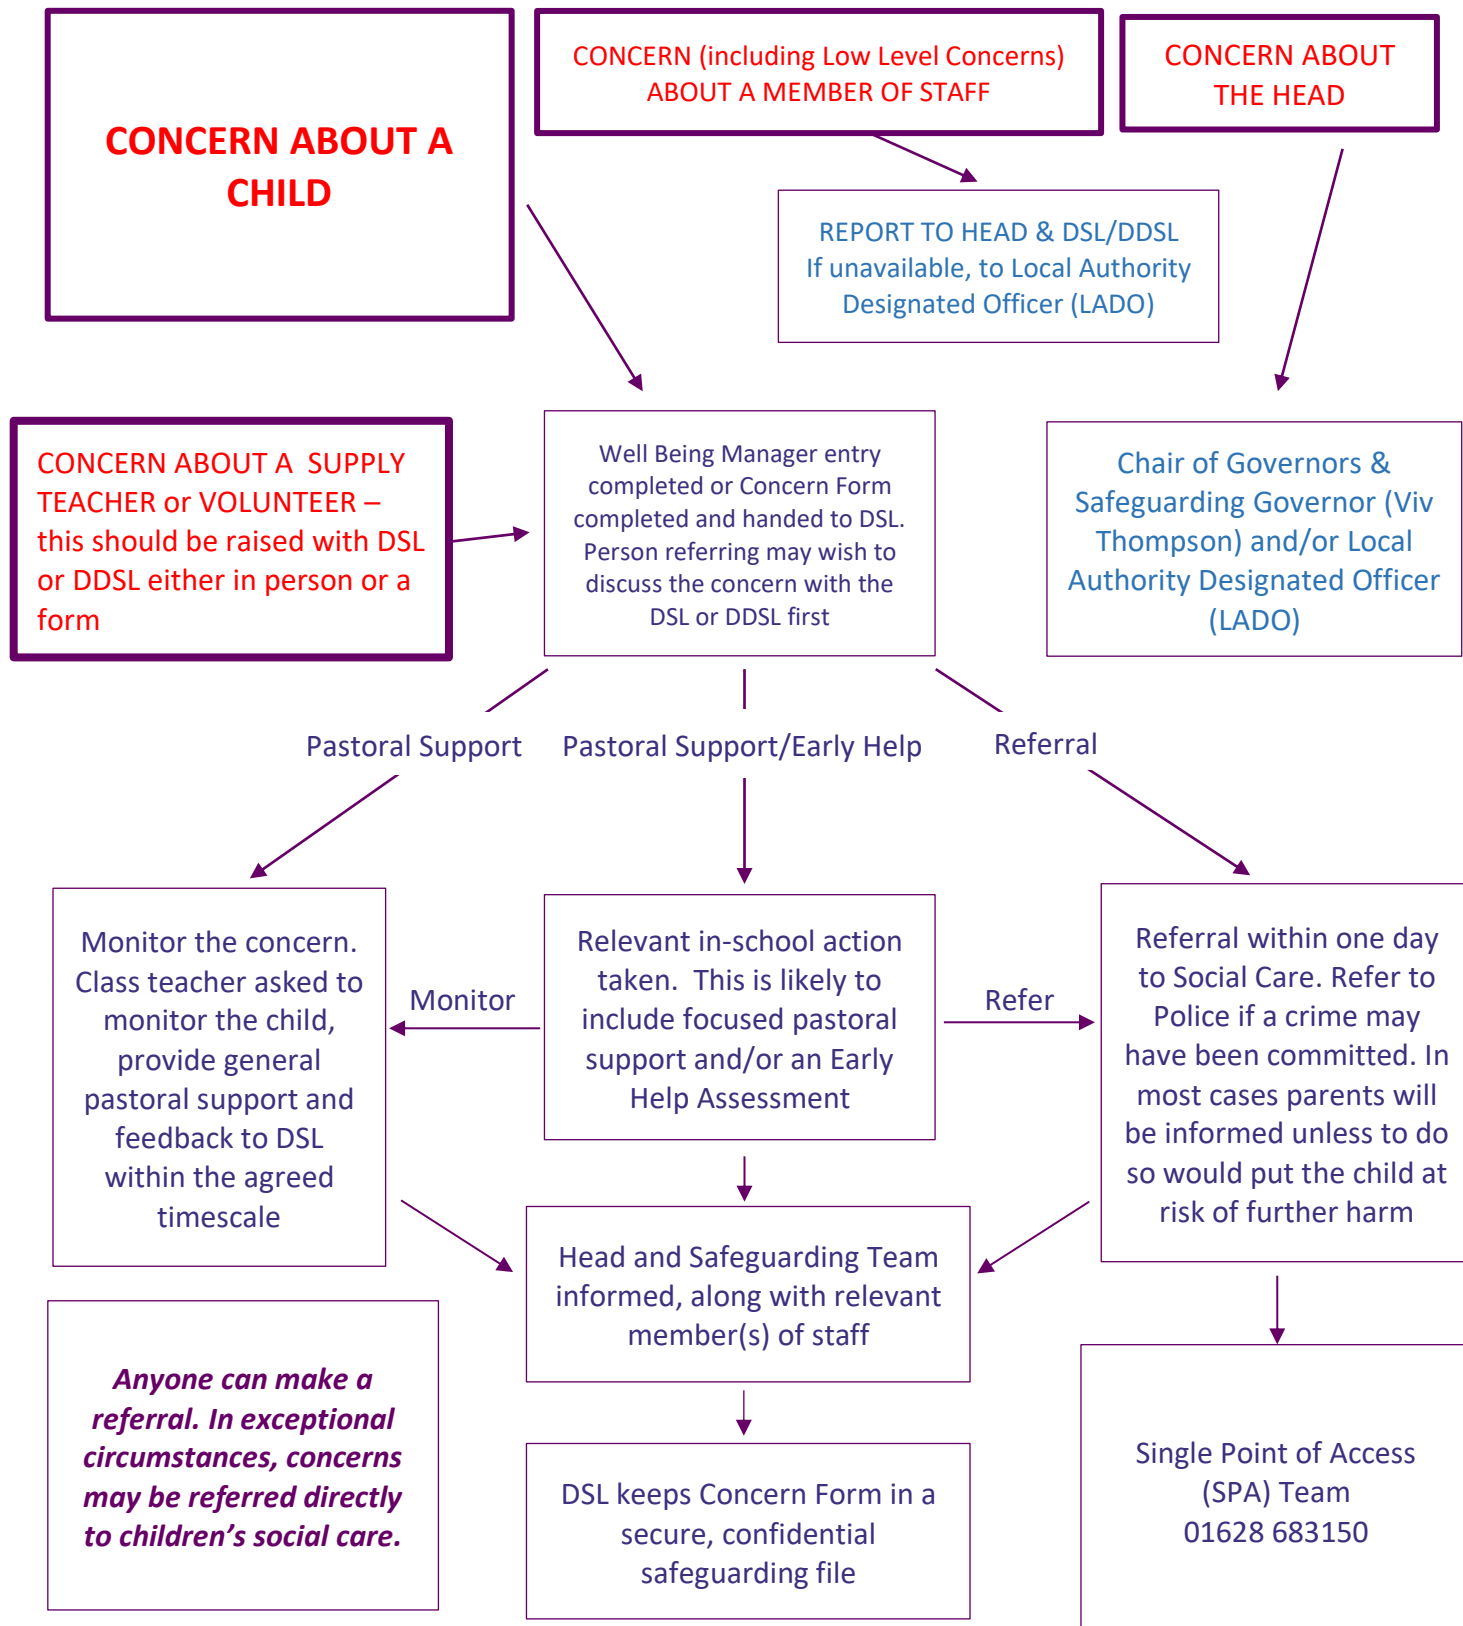 CONCERN ABOUT A
CHILD
CONCERN (including Low Level Concerns)
ABOUT A MEMBER OF STAFF
CONCERN ABOUT
THE HEAD
REPORT TO HEAD & DSL/DDSL
If unavailable, to Local Authority
Designated Officer (LADO)
CONCERN ABOUT A  SUPPLY
TEACHER or VOLUNTEER –
this should be raised with DSL
or DDSL either in person or a
form
Well Being Manager entry
completed or Concern Form
completed and handed to DSL.
Person referring may wish to
discuss the concern with the
DSL or DDSL first
Chair of Governors &
Safeguarding Governor (Viv
Thompson) and/or Local
Authority Designated Officer
(LADO)
Pastoral Support
Pastoral Support/Early Help
Referral
Monitor the concern.
Class teacher asked to
monitor the child,
provide general
pastoral support and
feedback to DSL
within the agreed
timescale
Monitor
Relevant in-school action
taken.  This is likely to
include focused pastoral
support and/or an Early
Help Assessment
Refer
Referral within one day
to Social Care. Refer to
Police if a crime may
have been committed. In
most cases parents will
be informed unless to do
so would put the child at
risk of further harm
Head and Safeguarding Team
informed, along with relevant
member(s) of staff
Anyone can make a
referral. In exceptional
circumstances, concerns
may be referred directly
to children’s social care.
DSL keeps Concern Form in a
secure, confidential
safeguarding file
Single Point of Access
(SPA) Team
01628 683150